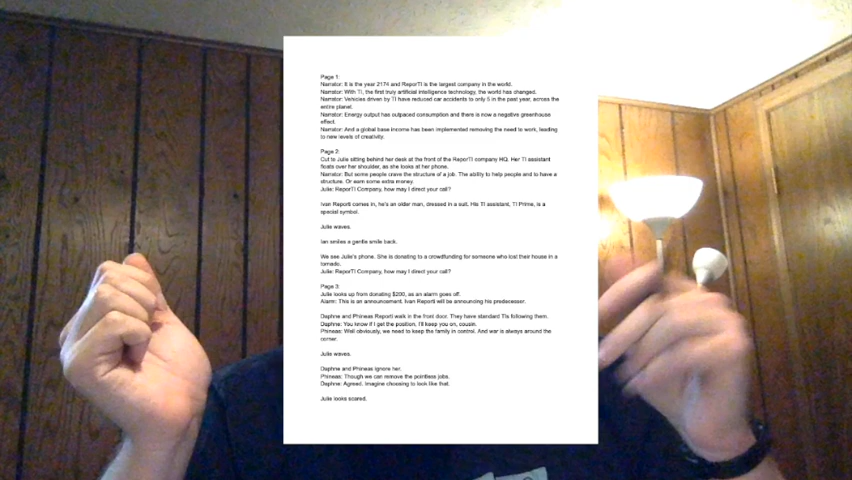 Page 1:
Narrator: It is the year 2174 and ReporTI is the largest company in the world.
Narrator: With TI, the first truly artificial intelligence technology, the world has changed.
Narrator: Vehicles driven by TI have reduced car accidents to only 5 in the past year, across the
entire planet.
Narrator: Energy output has outpaced consumption and there is now a negative greenhouse
effect.
Narrator: And a global base income has been implemented removing the need to work, leading
to new levels of creativity.
Page 2:
Cut to Julie sitting behind her desk at the front of the ReporTI company HQ. Her TI assistant
floats over her shoulder, as she looks at her phone.
Narrator: But some people crave the structure of a job. The ability to help people and to have a
structure. Or earn some extra money.
Julie: ReporTI Company, how may I direct your call?
Ivan Reporti comes in, he's an older man, dressed in a suit. His TI assistant, TI Prime, is a
special symbol.
Julie waves.
Ian smiles a gentle smile back.
We see Julie's phone. She is donating to a crowdfunding for someone who lost their house in a
tornado.
Julie: ReporTI Company, how may I direct your call?
Page 3:
Julie looks up from donating $200, as an alarm goes off.
Alarm: This is an announcement. Ivan Reporti will be announcing his predecessor.
Daphne and Phineas Reporti walk in the front door. They have standard TIs following them.
Daphne: You know if I get the position, I'll keep you on, cousin.
Phineas: Well obviously, we need to keep the family in control. And war is always around the
corner.
Julie waves.
Daphne and Phineas ignore her.
Phineas: Though we can remove the pointless jobs.
Daphne: Agreed. Imagine choosing to look like that.
Julie looks scared.